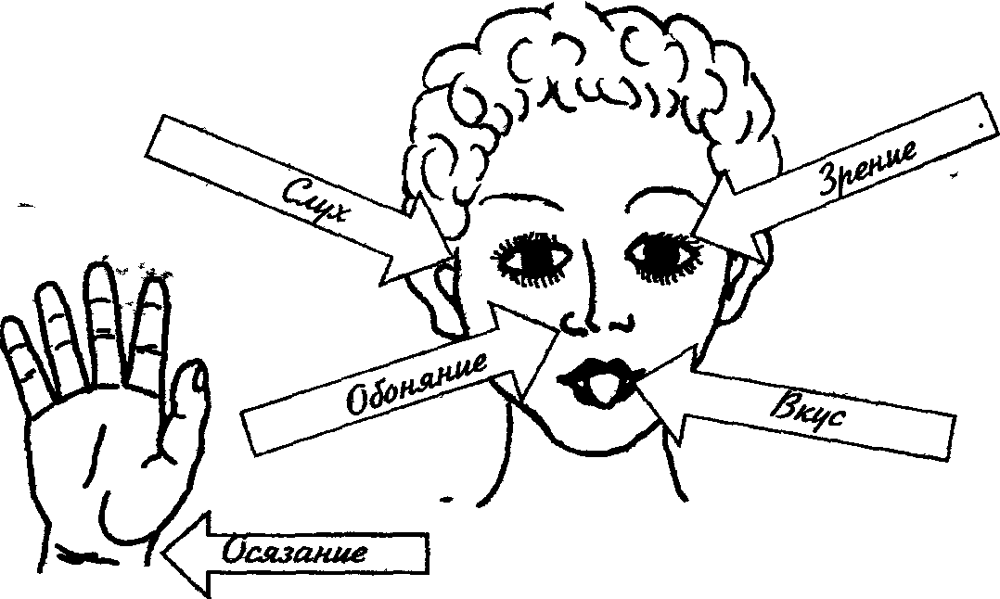 Слух
Зрение
Обоняние
Вкус
Осязание